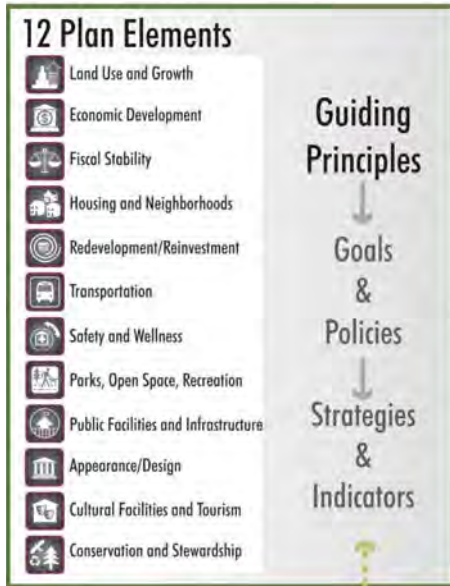 12 Plan Elements
Land Use and Growth
Economic Development
Fiscal Stability
Housing and Neighborhoods
Redevelopment/Reinvestment
Transportation
Safety and Wellness
Parks, Open Space, Recreation
Public Facilities and Infrastructure
Appearance/Design
Cultural Facilities and Tourism
Conservation and Stewardship
Guiding
Principles
Goals
&
Policies
Strategies
&
Indicators